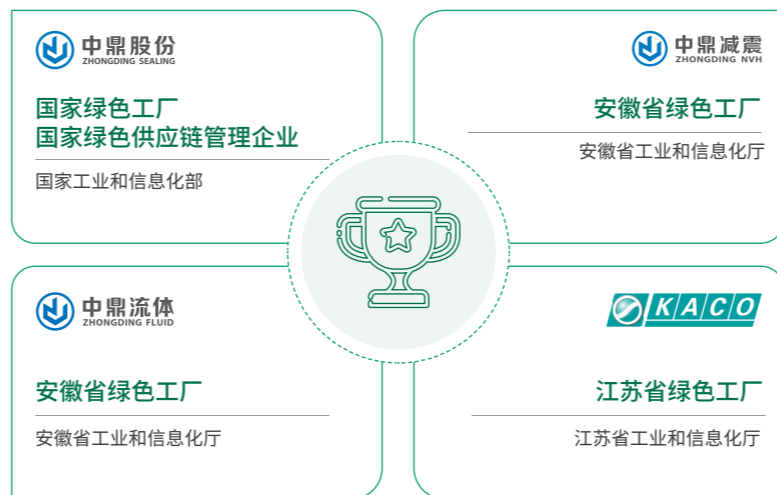 中鼎股份
ZHONGDING SEALING
国家绿色工厂
国家绿色供应链管理企业
国家工业和信息化部
中鼎减震
ZHONGDING NVH
安徽省绿色工厂
安徽省工业和信息化厅
中鼎流体
ZHONGDING FLUID
安徽省绿色工厂
安徽省工业和信息化厅
KACO
江苏省绿色工厂
江苏省工业和信息化厅